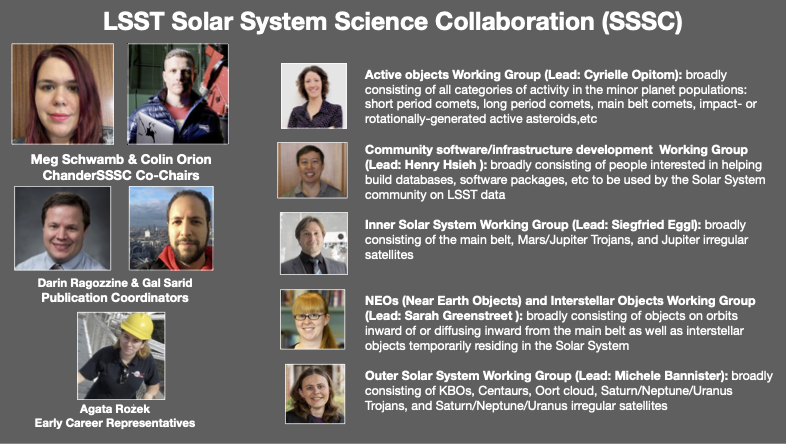 LSST Solar System Science Collaboration (SSSC)
Meg Schwamb & Colin Orion
ChanderSSSC Co-Chairs
Darin Ragozzine & Gal Sarid
Publication Coordinators
Agata Rożek
Early Career Representatives
Active objects Working Group (Lead: Cyrielle Opitom): broadly
consisting of all categories of activity in the minor planet populations:
short period comets, long period comets, main belt comets, impact- or
rotationally-generated active asteroids,etc
Community software/infrastructure development  Working Group
(Lead: Henry Hsieh ): broadly consisting of people interested in helping
build databases, software packages, etc to be used by the Solar System
community on LSST data
Inner Solar System Working Group (Lead: Siegfried Eggl): broadly
consisting of the main belt, Mars/Jupiter Trojans, and Jupiter irregular
satellites
NEOs (Near Earth Objects) and Interstellar Objects Working Group
(Lead: Sarah Greenstreet ): broadly consisting of objects on orbits
inward of or diffusing inward from the main belt as well as interstellar
objects temporarily residing in the Solar System
Outer Solar System Working Group (Lead: Michele Bannister): broadly
consisting of KBOs, Centaurs, Oort cloud, Saturn/Neptune/Uranus
Trojans, and Saturn/Neptune/Uranus irregular satellites